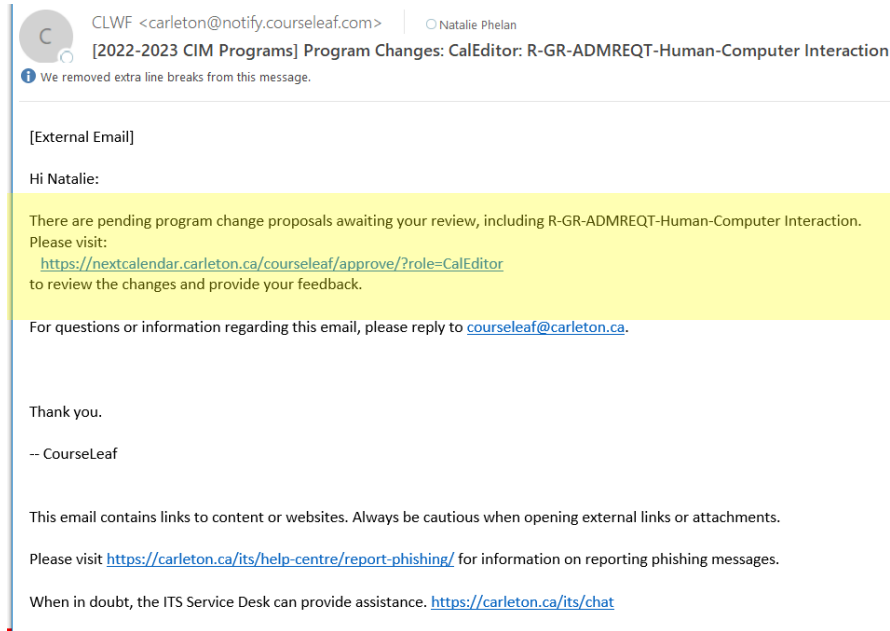 C
CLWF <carleton@notify.courseleaf.com>
Natalie Phelan
[2022-2023 CIM Programs] Program Changes: CalEditor: R-GR-ADMREQT-Human-Computer Interaction
i We removed extra line breaks from this message.
[External Email]
Hi Natalie:
There are pending program change proposals awaiting your review, including R-GR-ADMREQT-Human-Computer Interaction.
Please visit:
https://nextcalendar.carleton.ca/courseleaf/approve/?role=CalEditor
to review the changes and provide your feedback.
For questions or information regarding this email, please reply to courseleaf@carleton.ca.
Thank you.
-- CourseLeaf
This email contains links to content or websites. Always be cautious when opening external links or attachments.
Please visit https://carleton.ca/its/help-centre/report-phishing/ for information on reporting phishing messages.
When in doubt, the ITS Service Desk can provide assistance. https://carleton.ca/its/chat